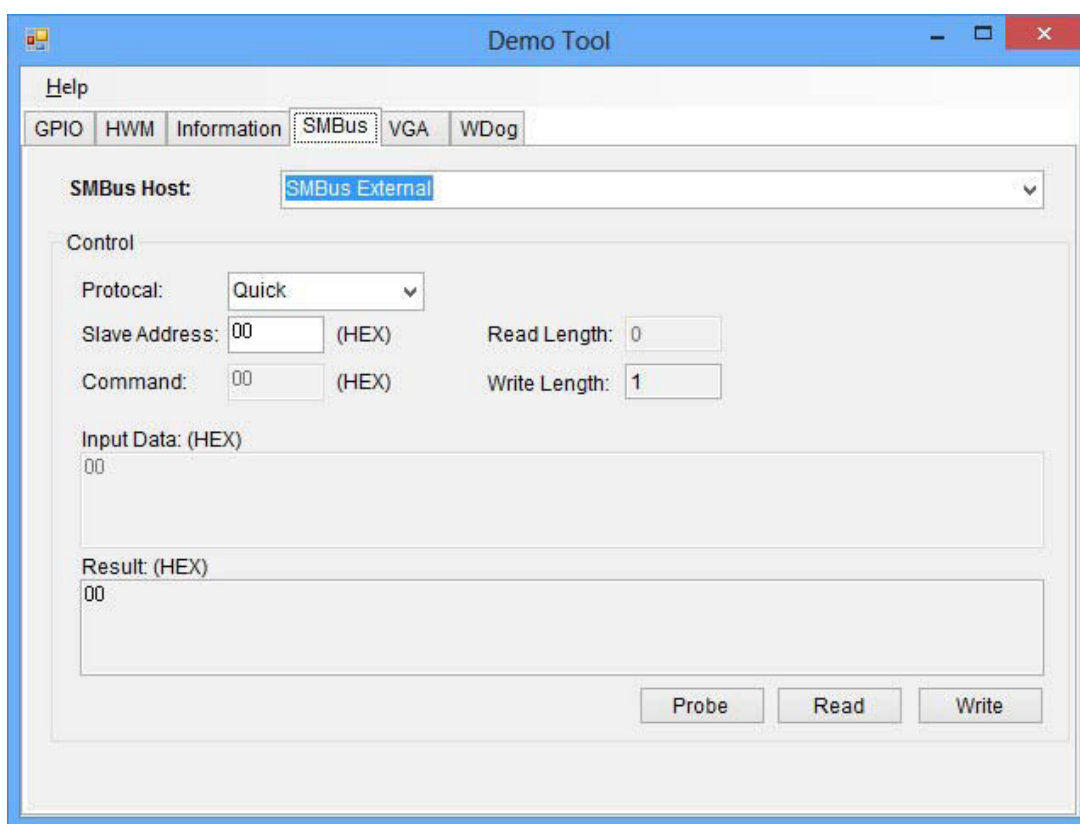 Demo Tool
Help
GPIO HWM Information SMBus VGA WDog
SMBus Host: SMBus External
Control
Protocal: Quick
Slave Address: 00 (HEX) Read Length: 0
Command: 00 (HEX) Write Length: 1
Input Data: (HEX)
00
Result: (HEX)
00
Probe Read Write